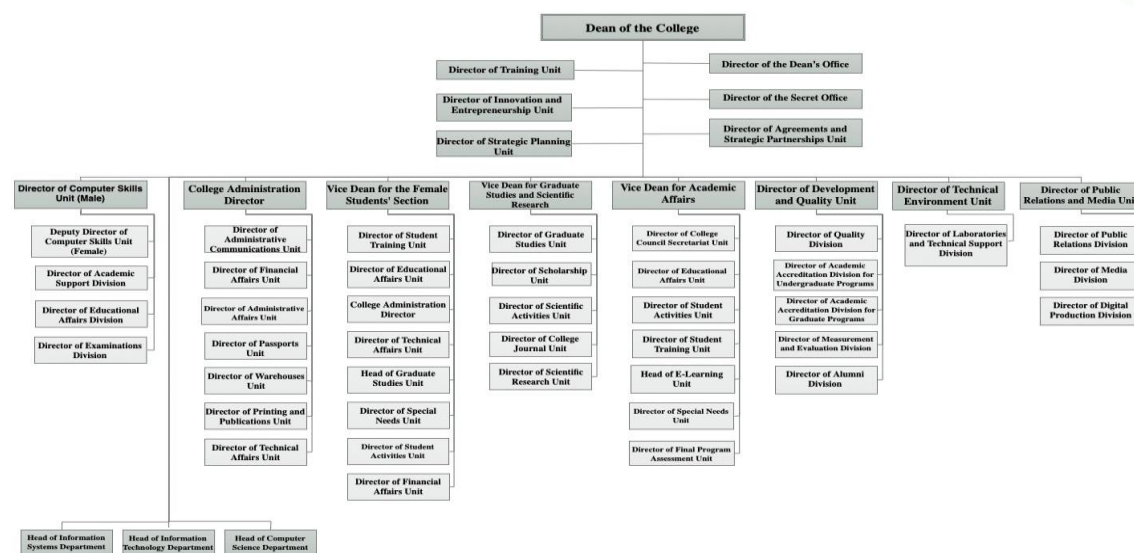 Dean of the College
Director of Training Unit
Director of the Dean's Office
Director of Innovation and
Entrepreneurship Unit
Director of the Secret Office
Director of Strategic Planning
Unit
Director of Agreements and
Strategic Partnerships Unit
Director of Computer Skills
Unit (Male)
Deputy Director of
Computer Skills Unit
(Female)
Director of Academic
Support Division
Director of Educational
Affairs Division
Director of Examinations
Division
College Administration
Director
Director of
Administrative
Communications Unit
Director of Financial
Affairs Unit
Director of Administrative
Affairs Unit
Director of Passports
Unit
Director of Warehouses
Unit
Director of Printing and
Publications Unit
Director of Technical
Affairs Unit
Vice Dean for the Female
Students' Section
Director of Student
Training Unit
Director of Educational
Affairs Unit
College Administration
Director
Director of Technical
Affairs Unit
Head of Graduate
Studies Unit
Director of Special
Needs Unit
Director of Student
Activities Unit
Director of Financial
Affairs Unit
Vice Dean for Graduate
Studies and Scientific
Research
Director of Graduate
Studies Unit
Director of Scholarship
Unit
Director of Scientific
Activities Unit
Director of College
Journal Unit
Director of Scientific
Research Unit
Vice Dean for Academic
Affairs
Director of College
Council Secretariat Unit
Director of Educational
Affairs Unit
Director of Student
Activities Unit
Director of Student
Training Unit
Head of E-Learning
Unit
Director of Special Needs
Unit
Director of Final Program
Assessment Unit
Director of Development
and Quality Unit
Director of Quality
Division
Director of Academic
Accreditation Division for
Undergraduate Programs
Director of Academic
Accreditation Division for
Graduate Programs
Director of Measurement
and Evaluation Division
Director of Alumni
Division
Director of Technical
Environment Unit
Director of Laboratories
and Technical Support
Division
Director of Public
Relations and Media Unit
Director of Public
Relations Division
Director of Media
Division
Director of Digital
Production Division
Head of Information
Systems Department
Head of Information
Technology Department
Head of Computer
Science Department